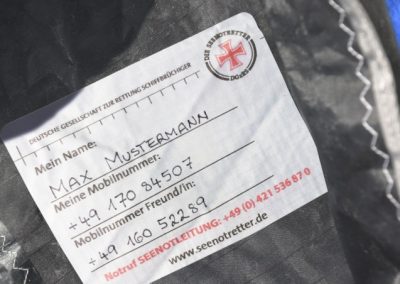 DIE SEENOTRETTER
DGzRS
DEUTSCHE GESELLSCHAFT ZUR RETTUNG SCHIFFBRÜCHIGER
Mein Name:
MAX MUSTERMANN
Meine Mobilnummer:
+49 170 84507
Mobilnummer Freund/in:
+49 160 52289
Notruf SEENOTLEITUNG: +49 (0) 421 536 87 0
www.seenotretter.de